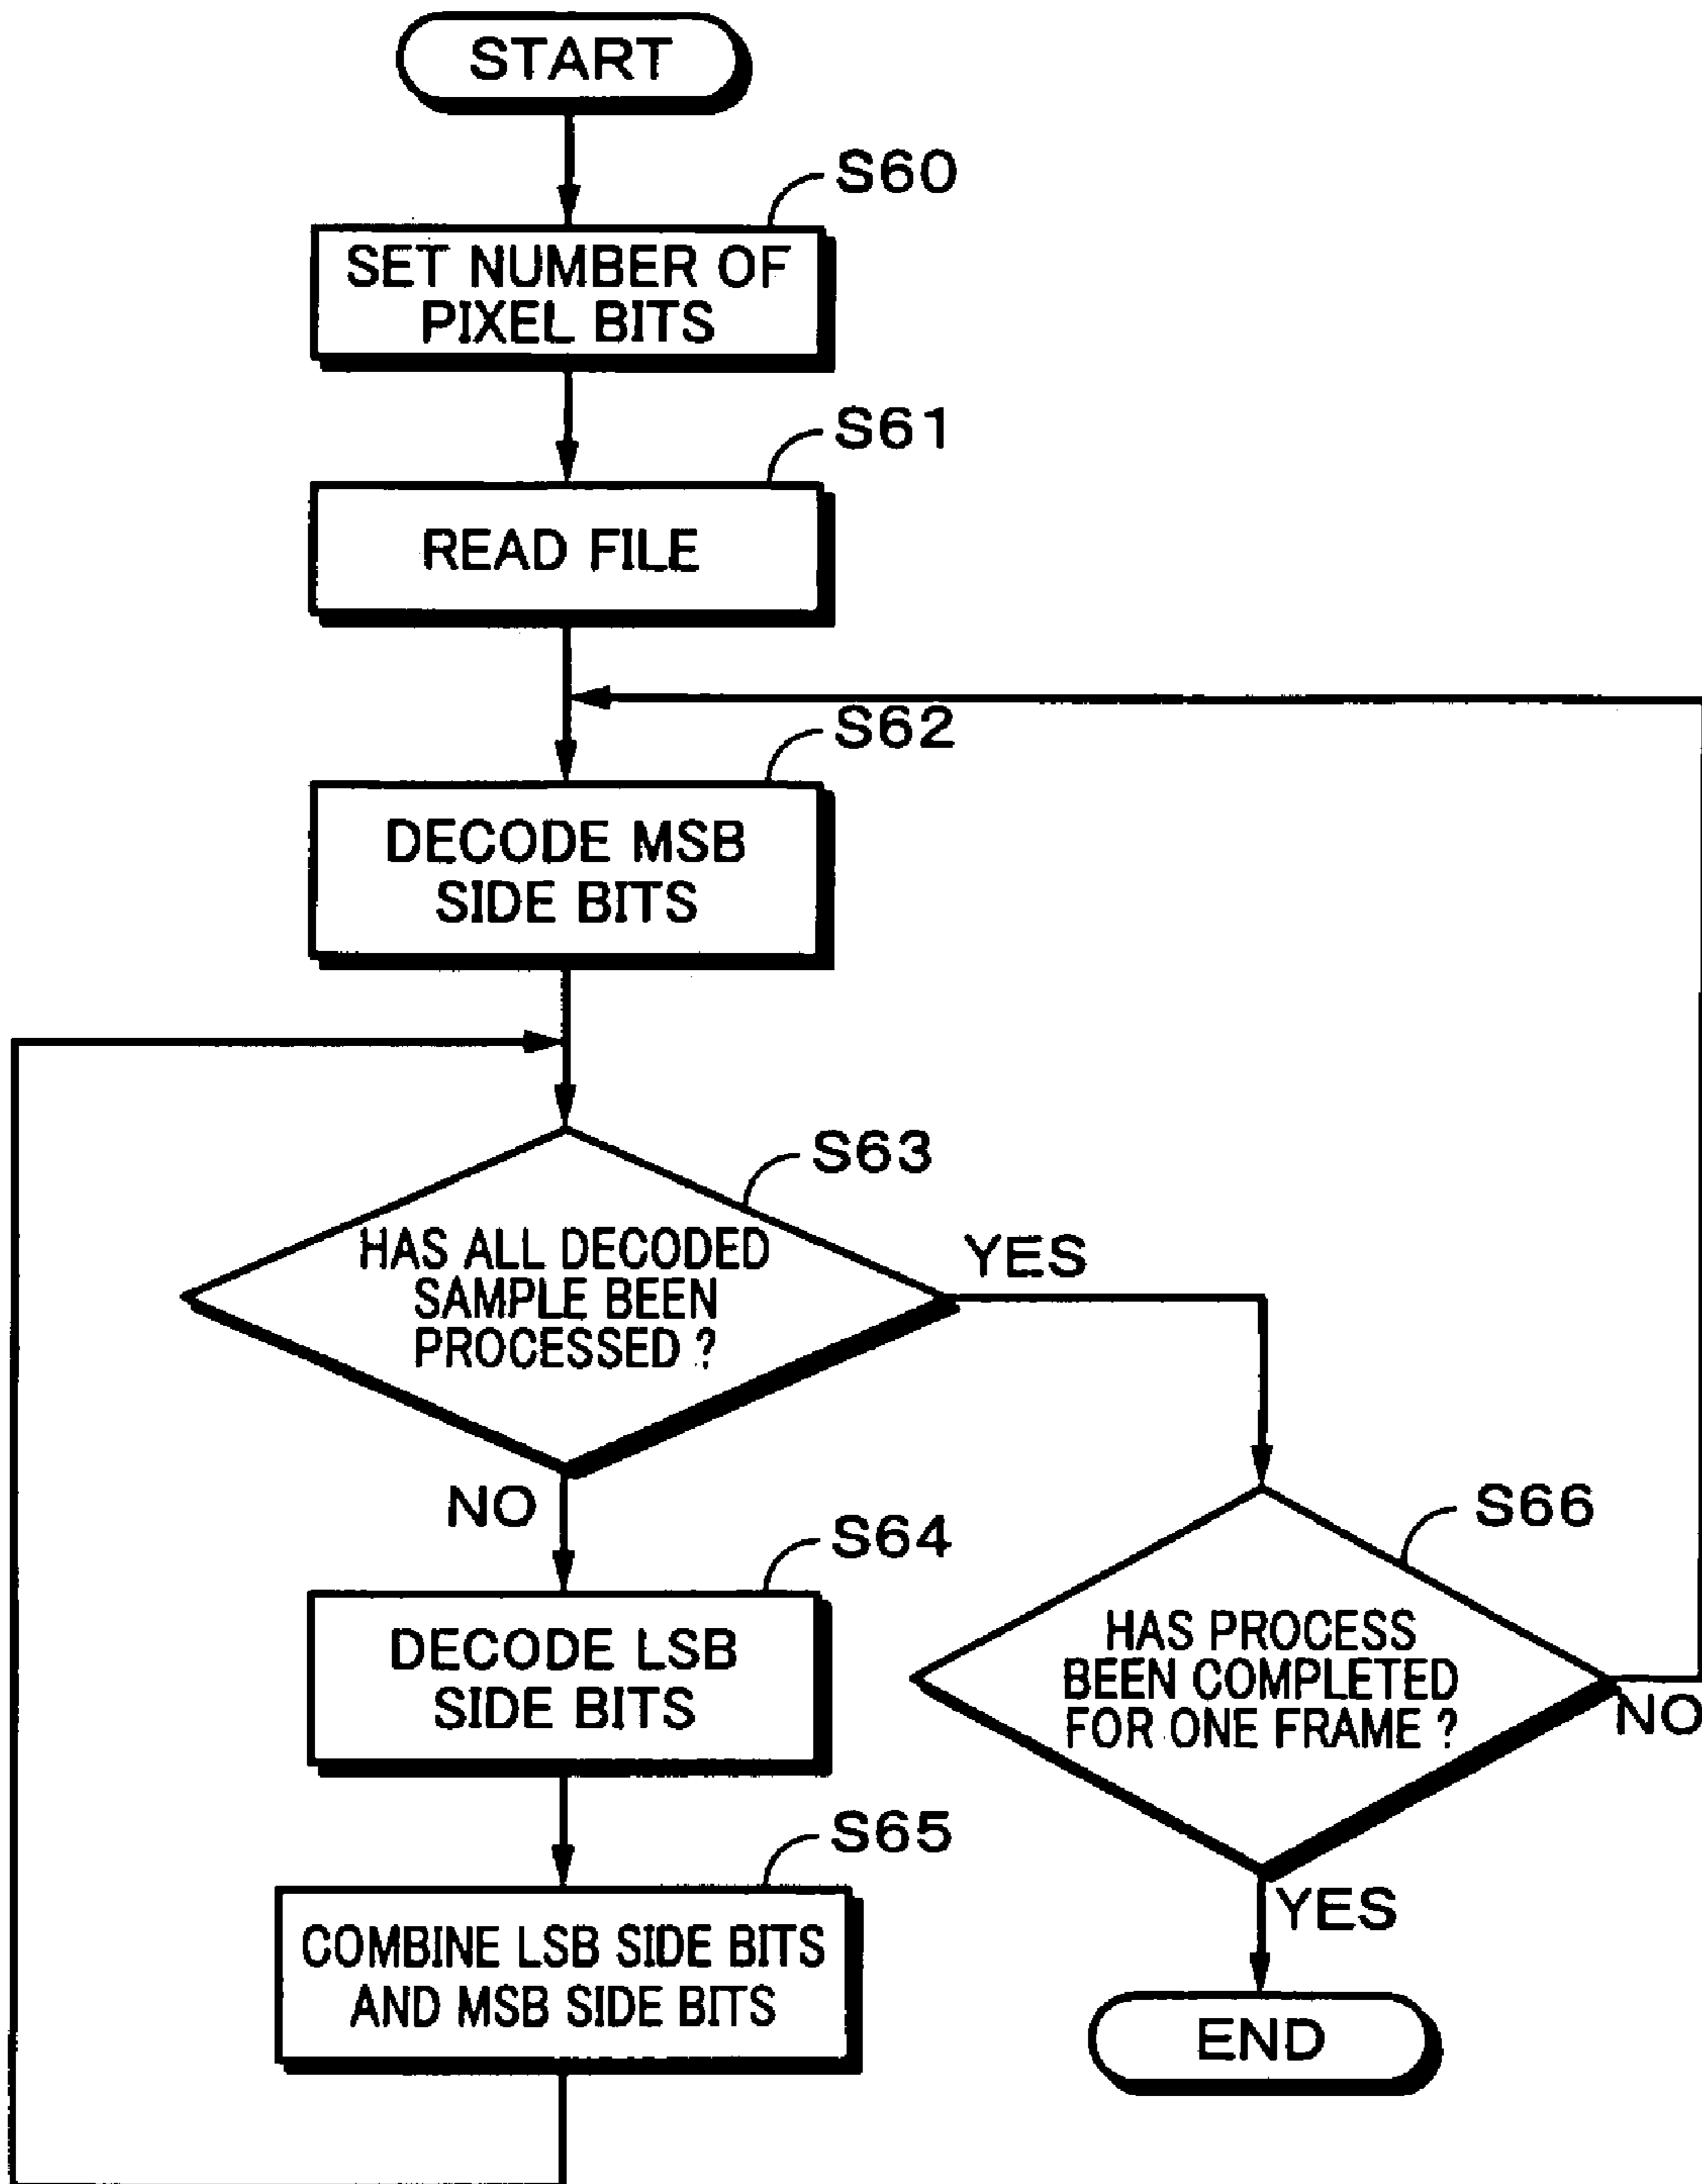 START
S60
SET NUMBER OF
PIXEL BITS
S61
READ FILE
S62
DECODE MSB
SIDE BITS
S63
HAS ALL DECODED
SAMPLE BEEN
PROCESSED ?
YES
NO
S64
DECODE LSB
SIDE BITS
S66
HAS PROCESS
BEEN COMPLETED
FOR ONE FRAME ?
NO
S65
COMBINE LSB SIDE BITS
AND MSB SIDE BITS
YES
END